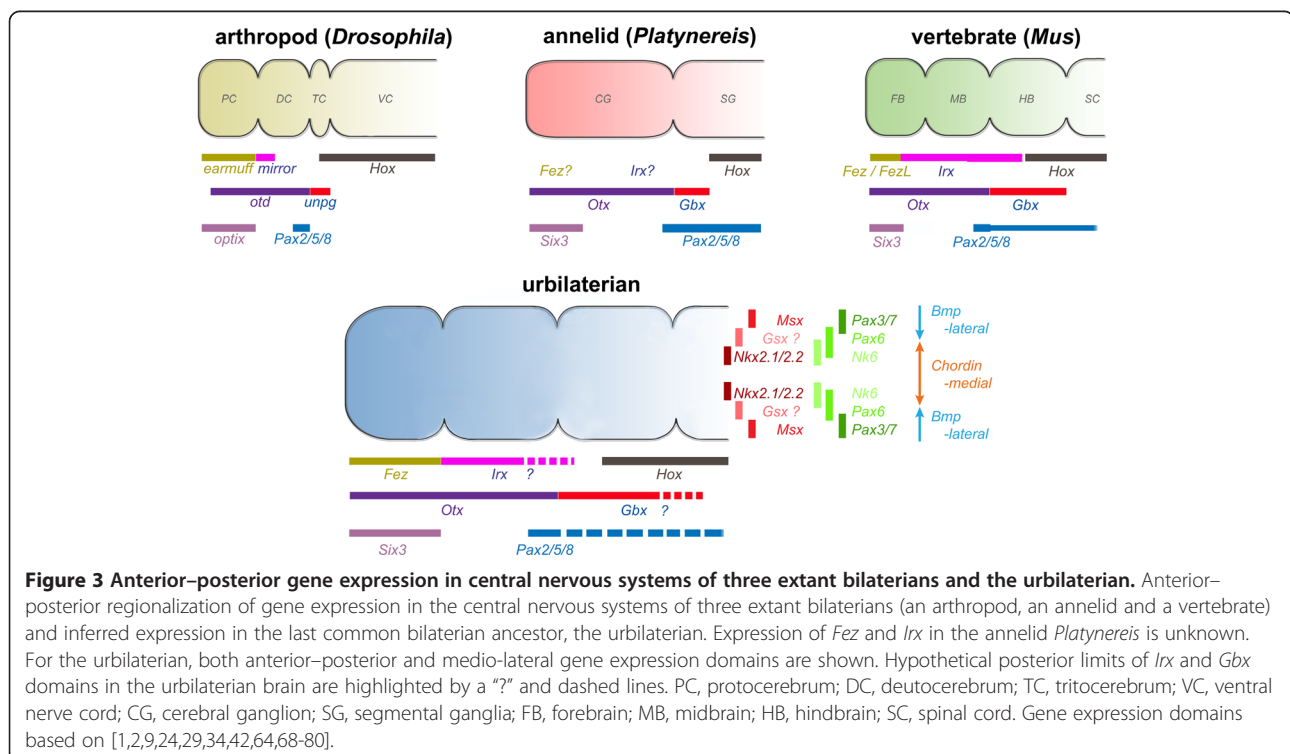 arthropod (Drosophila)
annelid (Platynereis)
vertebrate (Mus)
PC DC TC VC
CG SG
FB MB HB SC
earmuff mirror Hox
otd unpg
optix Pax2/5/8
Fez? Irx? Hox
Otx Gbx
Six3 Pax2/5/8
Fez / FezL Irx Hox
Otx Gbx
Six3 Pax2/5/8
urbilaterian
Msx Pax3/7 Bmp
Gsx ? Pax6 -lateral
Nkx2.1/2.2 Nk6
Chordin
-medial
Nkx2.1/2.2 Nk6
Gsx ? Pax6 Bmp
Msx Pax3/7 -lateral
Fez Irx ? Hox
Otx Gbx ?
Six3 Pax2/5/8
Figure 3 Anterior–posterior gene expression in central nervous systems of three extant bilaterians and the urbilaterian. Anterior–
posterior regionalization of gene expression in the central nervous systems of three extant bilaterians (an arthropod, an annelid and a vertebrate)
and inferred expression in the last common bilaterian ancestor, the urbilaterian. Expression of Fez and Irx in the annelid Platynereis is unknown.
For the urbilaterian, both anterior–posterior and medio-lateral gene expression domains are shown. Hypothetical posterior limits of Irx and Gbx
domains in the urbilaterian brain are highlighted by a “?” and dashed lines. PC, protocerebrum; DC, deutocerebrum; TC, tritocerebrum; VC, ventral
nerve cord; CG, cerebral ganglion; SG, segmental ganglia; FB, forebrain; MB, midbrain; HB, hindbrain; SC, spinal cord. Gene expression domains
based on [1,2,9,24,29,34,42,64,68-80].